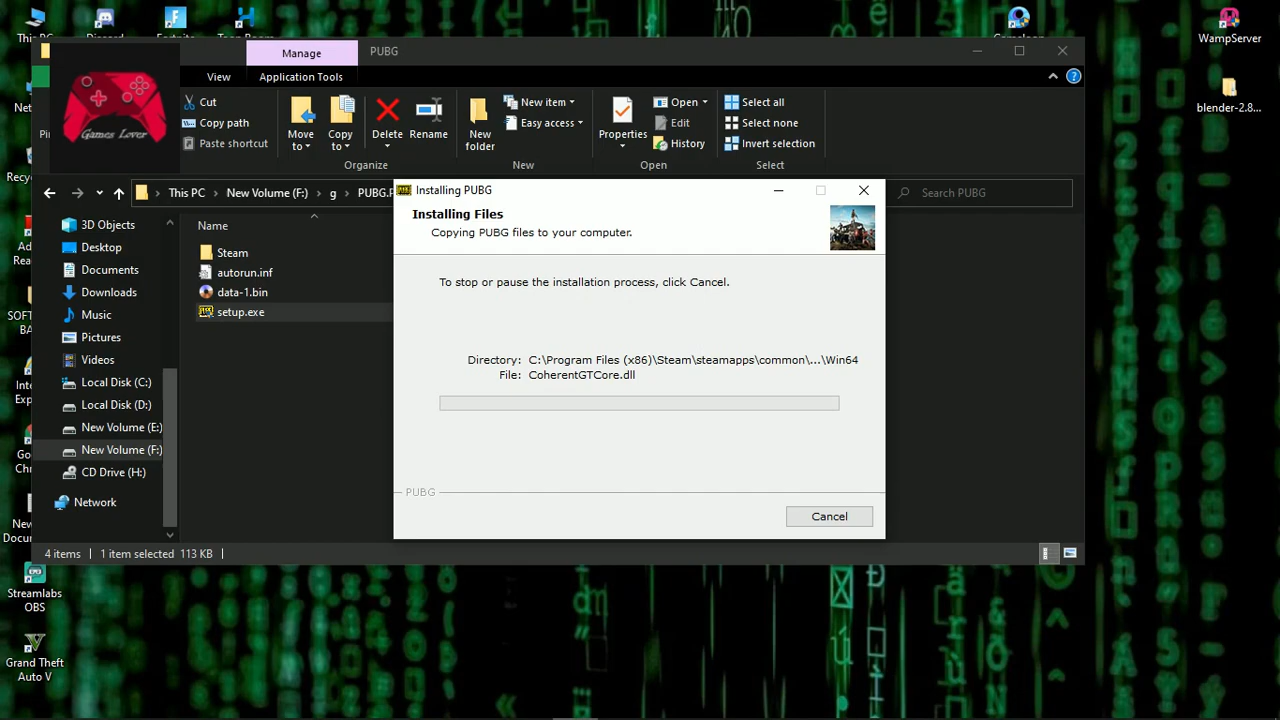 This PC
Discord
Fortnite
WampServer
blender-2.8...
Manage
PUBG
View
Application Tools
Games Lover
Cut
Copy path
Paste shortcut
Move to
Copy to
Delete
Rename
Organize
New folder
New item
Easy access
New
Properties
Open
Edit
History
Open
Select all
Select none
Invert selection
Select
This PC
New Volume (F:)
g
PUBG.P
Search PUBG
3D Objects
Desktop
Documents
Downloads
Music
Pictures
Videos
Local Disk (C:)
Local Disk (D:)
New Volume (E:)
New Volume (F:)
CD Drive (H:)
Network
Name
Steam
autorun.inf
data-1.bin
setup.exe
Installing PUBG
Installing Files
Copying PUBG files to your computer.
To stop or pause the installation process, click Cancel.
Directory: C:\Program Files (x86)\Steam\steamapps\common\...\Win64
File: CoherentGTCore.dll
PUBG
Cancel
4 items
1 item selected 113 KB
Streamlabs
OBS
Grand Theft
Auto V